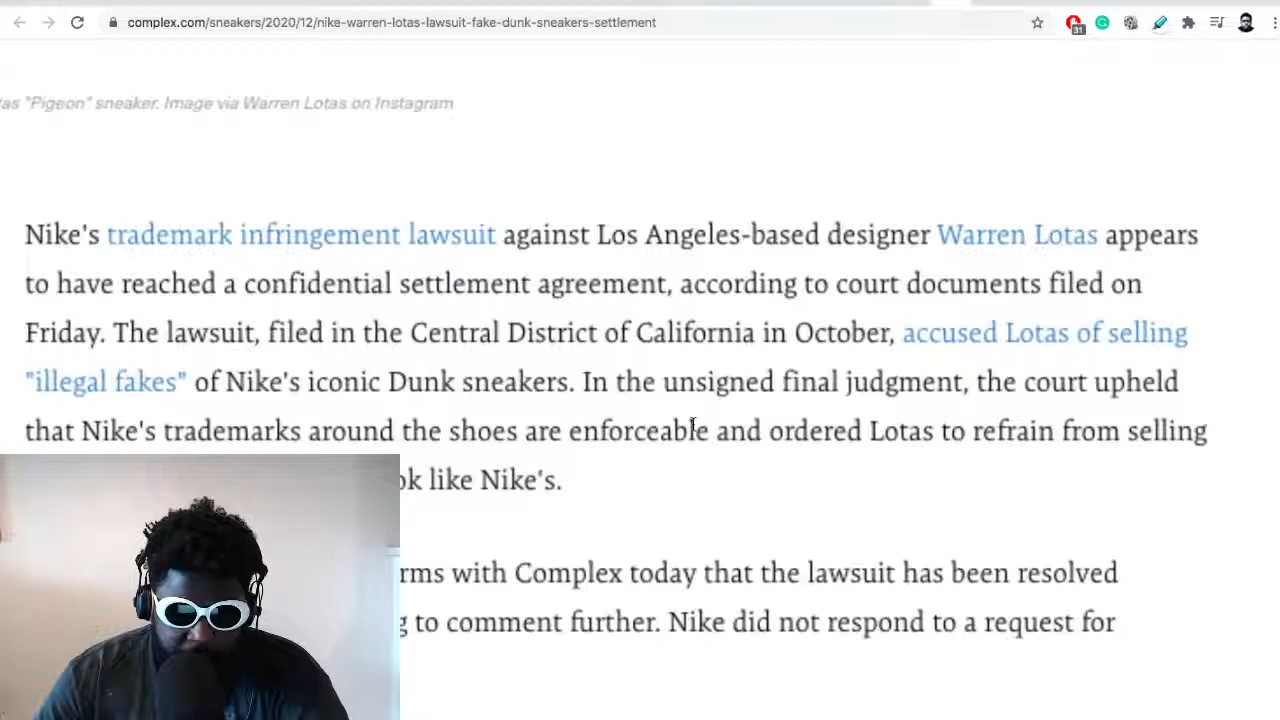 complex.com/sneakers/2020/12/nike-warren-lotas-lawsuit-fake-dunk-sneakers-settlement
31
tas "Pigeon" sneaker. Image via Warren Lotas on Instagram
Nike's trademark infringement lawsuit against Los Angeles-based designer Warren Lotas appears
to have reached a confidential settlement agreement, according to court documents filed on
Friday. The lawsuit, filed in the Central District of California in October, accused Lotas of selling
"illegal fakes" of Nike's iconic Dunk sneakers. In the unsigned final judgment, the court upheld
that Nike's trademarks around the shoes are enforceable and ordered Lotas to refrain from selling
ok like Nike's.
rms with Complex today that the lawsuit has been resolved
g to comment further. Nike did not respond to a request for